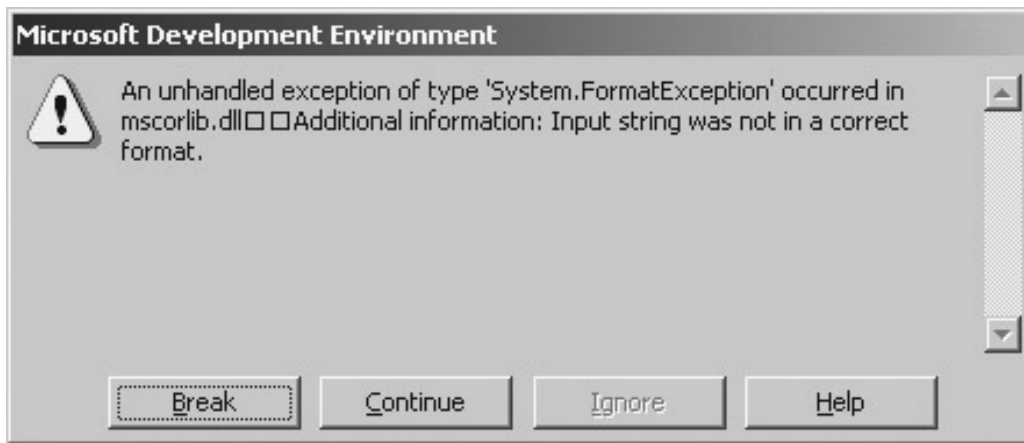 Microsoft Development Environment
An unhandled exception of type 'System.FormatException' occurred in
mscorlib.dll□□Additional information: Input string was not in a correct
format.
Break
Continue
Ignore
Help